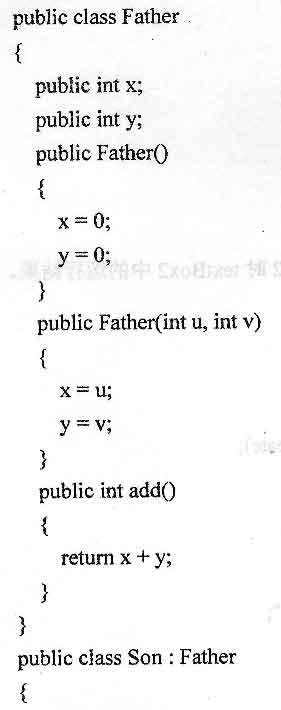 public class Father
{
public int x;
public int y;
public Father()
{
x = 0;
y = 0;
}
public Father(int u, int v)
{
x = u;
y = v;
}
public int add()
{
return x + y;
}
}
public class Son : Father
{